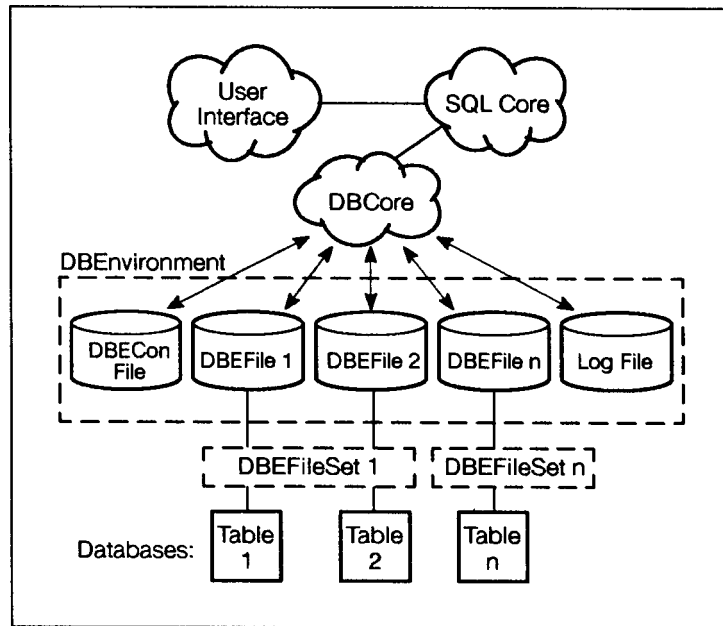 User
Interface
SQL Core
DBCore
DBEnvironment
DBECon
File
DBEFile 1
DBEFile 2
DBEFile n
Log File
DBEFileSet 1
DBEFileSet n
Databases:
Table
1
Table
2
Table
n